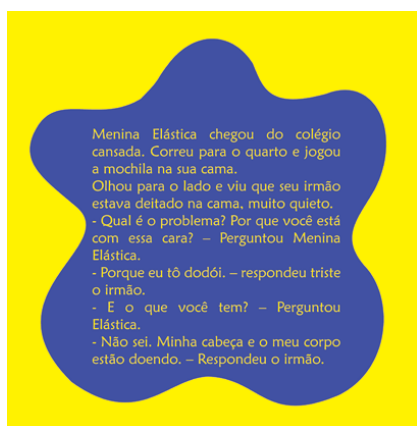 Menina Elástica chegou do colégio
cansada. Correu para o quarto e jogou
a mochila na sua cama.
Olhou para o lado e viu que seu irmão
estava deitado na cama, muito quieto.
- Qual é o problema? Por que você está
com essa cara? – Perguntou Menina
Elástica.
- Porque eu tô dodói. – respondeu triste
o irmão.
- E o que você tem? – Perguntou
Elástica.
- Não sei. Minha cabeça e o meu corpo
estão doendo. – Respondeu o irmão.